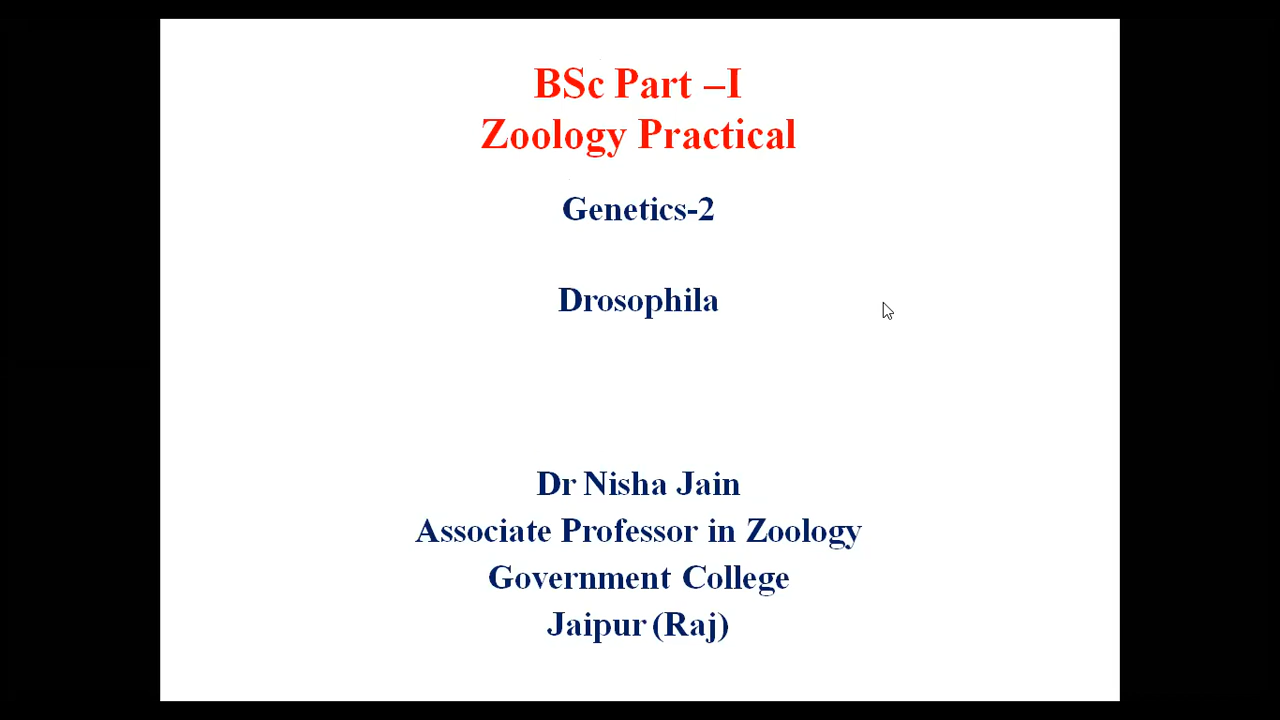 BSc Part –I
Zoology Practical
Genetics-2
Drosophila
Dr Nisha Jain
Associate Professor in Zoology
Government College
Jaipur (Raj)